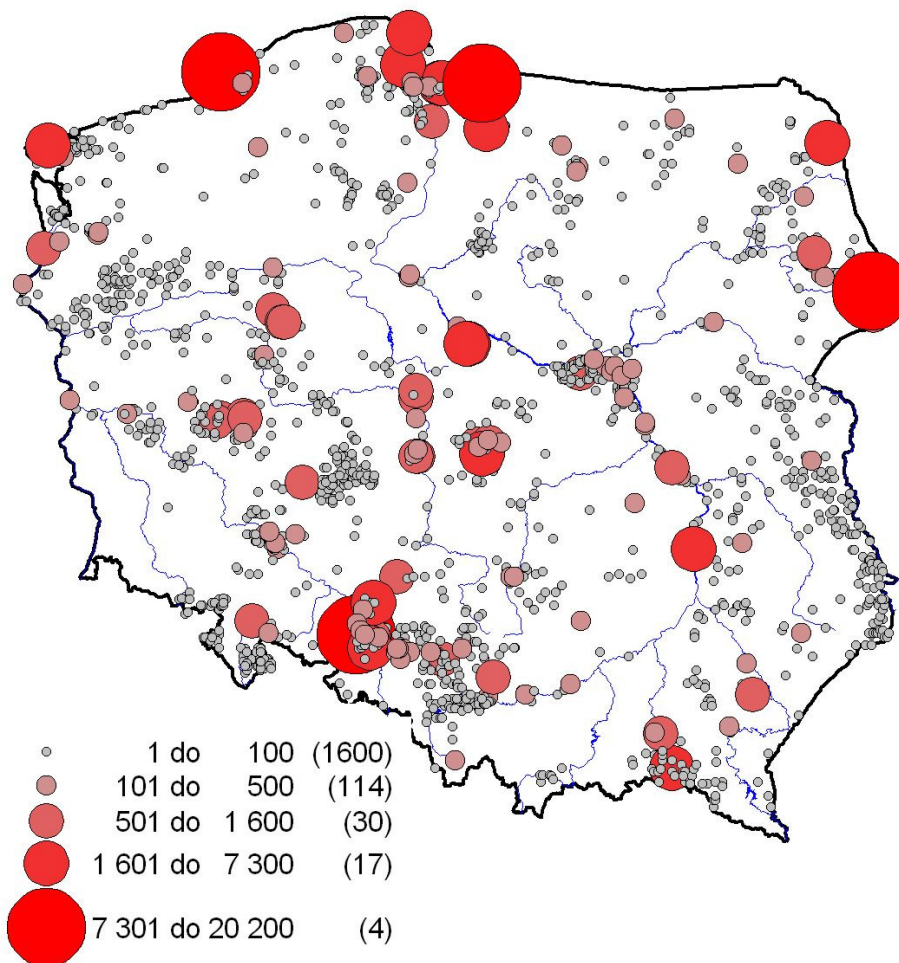 1 do 100 (1600)
101 do 500 (114)
501 do 1 600 (30)
1 601 do 7 300 (17)
7 301 do 20 200 (4)